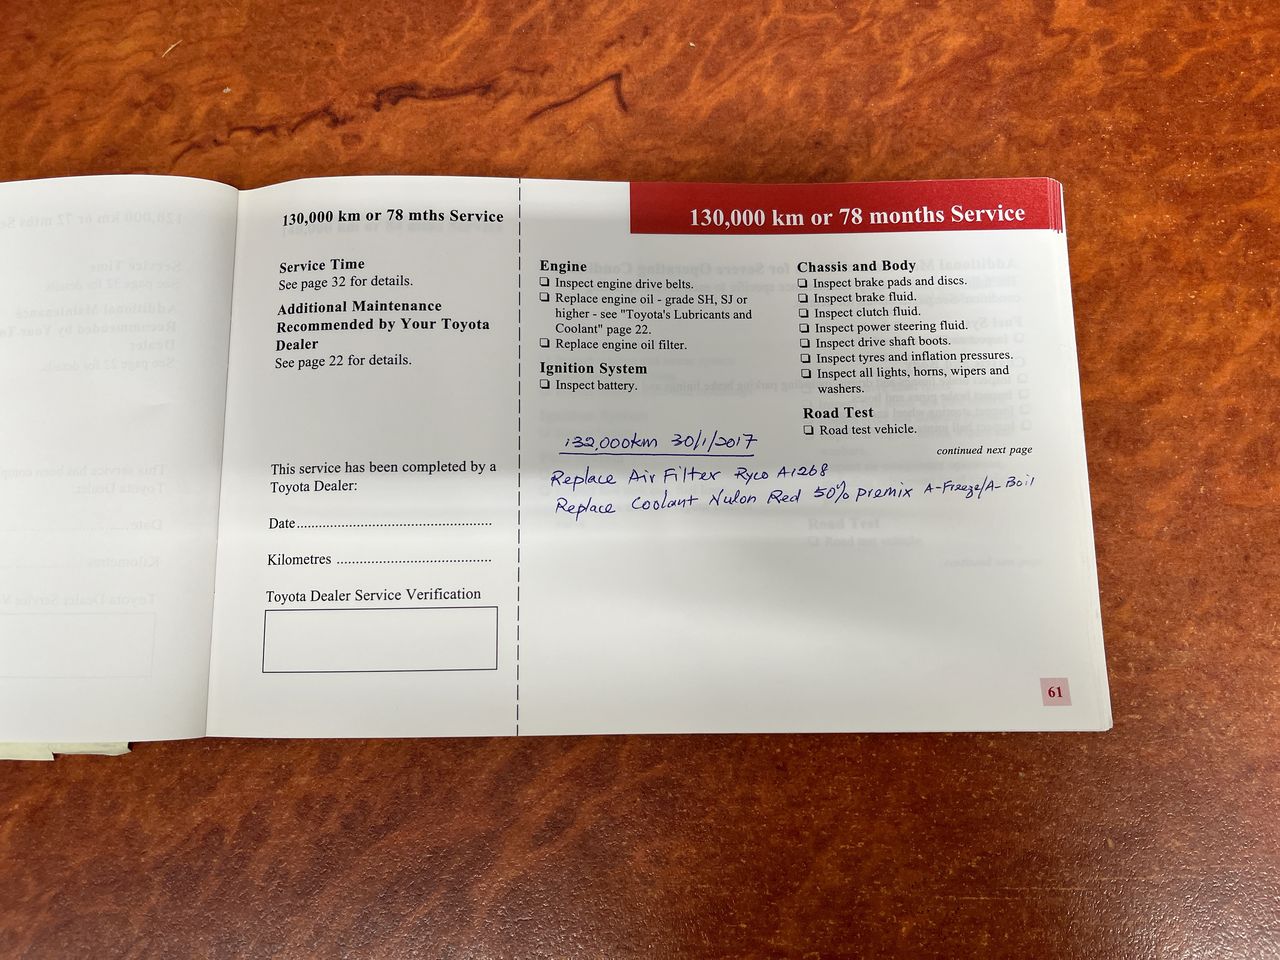 130,000 km or 78 mths Service
Service Time
See page 32 for details.
Additional Maintenance
Recommended by Your Toyota
Dealer
See page 22 for details.
This service has been completed by a
Toyota Dealer:
Date
Kilometres
Toyota Dealer Service Verification
130,000 km or 78 months Service
Engine
❏ Inspect engine drive belts.
❏ Replace engine oil - grade SH, SJ or
higher - see "Toyota's Lubricants and
Coolant" page 22.
❏ Replace engine oil filter.
Ignition System
❏ Inspect battery.
Chassis and Body
❏ Inspect brake pads and discs.
❏ Inspect brake fluid.
❏ Inspect clutch fluid.
❏ Inspect power steering fluid.
❏ Inspect drive shaft boots.
❏ Inspect tyres and inflation pressures.
❏ Inspect all lights, horns, wipers and
washers.
Road Test
❏ Road test vehicle.
continued next page
132,000km 30/1/2017
Replace Air Filter Ryco A1268
Replace Coolant Nulon Red 50% premix A-Freeze/A-Boil
61